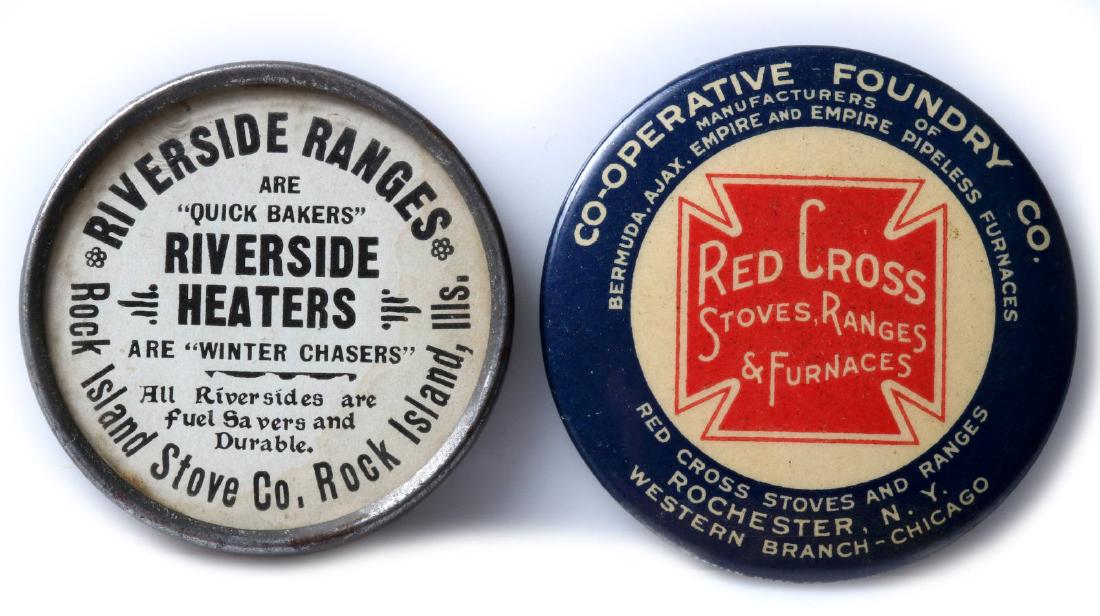 RIVERSIDE RANGES
ARE
"QUICK BAKERS"
RIVERSIDE
HEATERS
ARE "WINTER CHASERS"
All Riversides are
fuel Savers and
Durable.
Rock Island Stove Co, Rock Island, Ills.
CO-OPERATIVE FOUNDRY CO.
MANUFACTURERS OF
BERMUDA, AJAX, EMPIRE AND EMPIRE PIPELESS FURNACES
RED CROSS
STOVES, RANGES
& FURNACES
RED CROSS STOVES AND RANGES
ROCHESTER, N. Y.
WESTERN BRANCH-CHICAGO